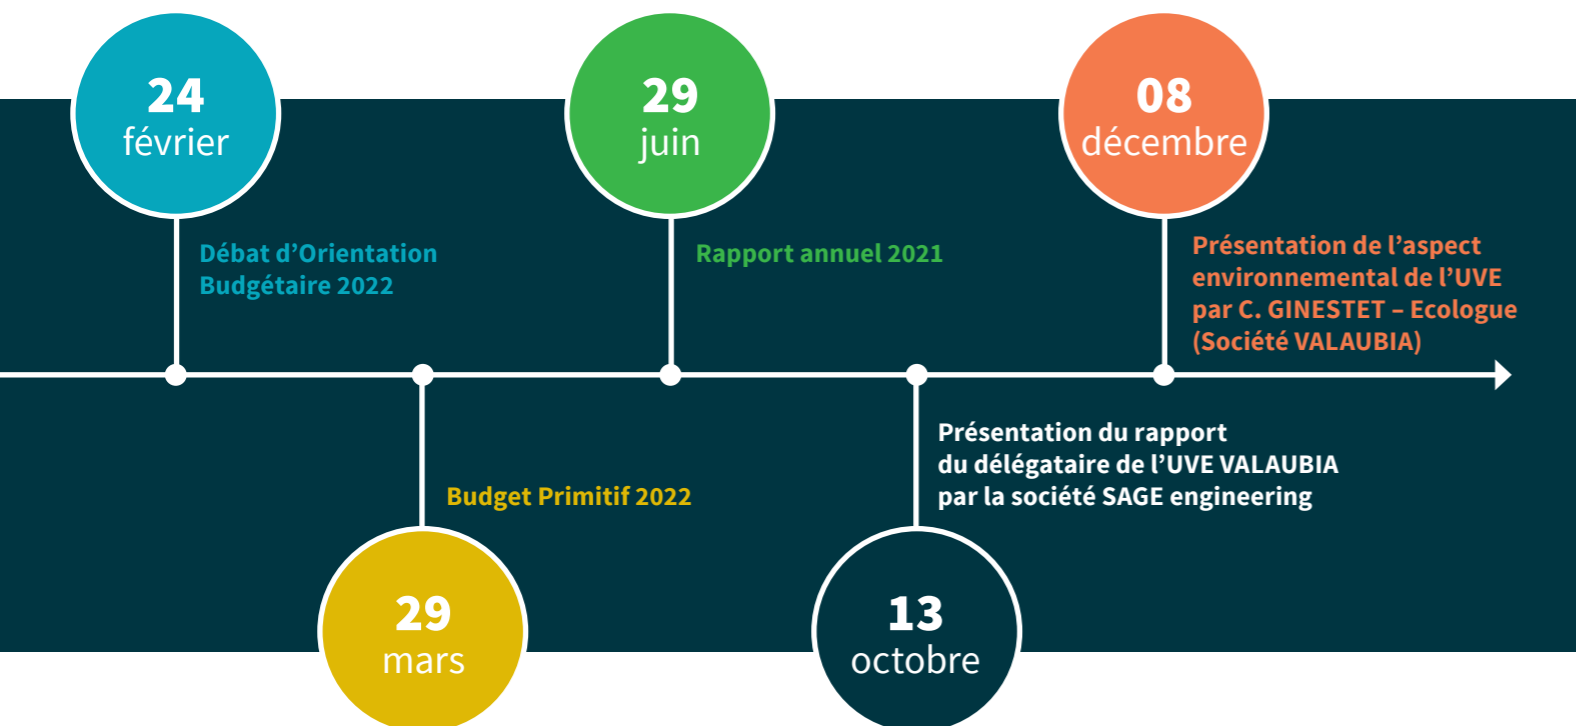 24
février
Débat d’Orientation
Budgétaire 2022
29
mars
Budget Primitif 2022
29
juin
Rapport annuel 2021
13
octobre
Présentation du rapport
du délégataire de l’UVE VALAUBIA
par la société SAGE engineering
08
décembre
Présentation de l’aspect
environnemental de l’UVE
par C. GINESTET – Ecologue
(Société VALAUBIA)